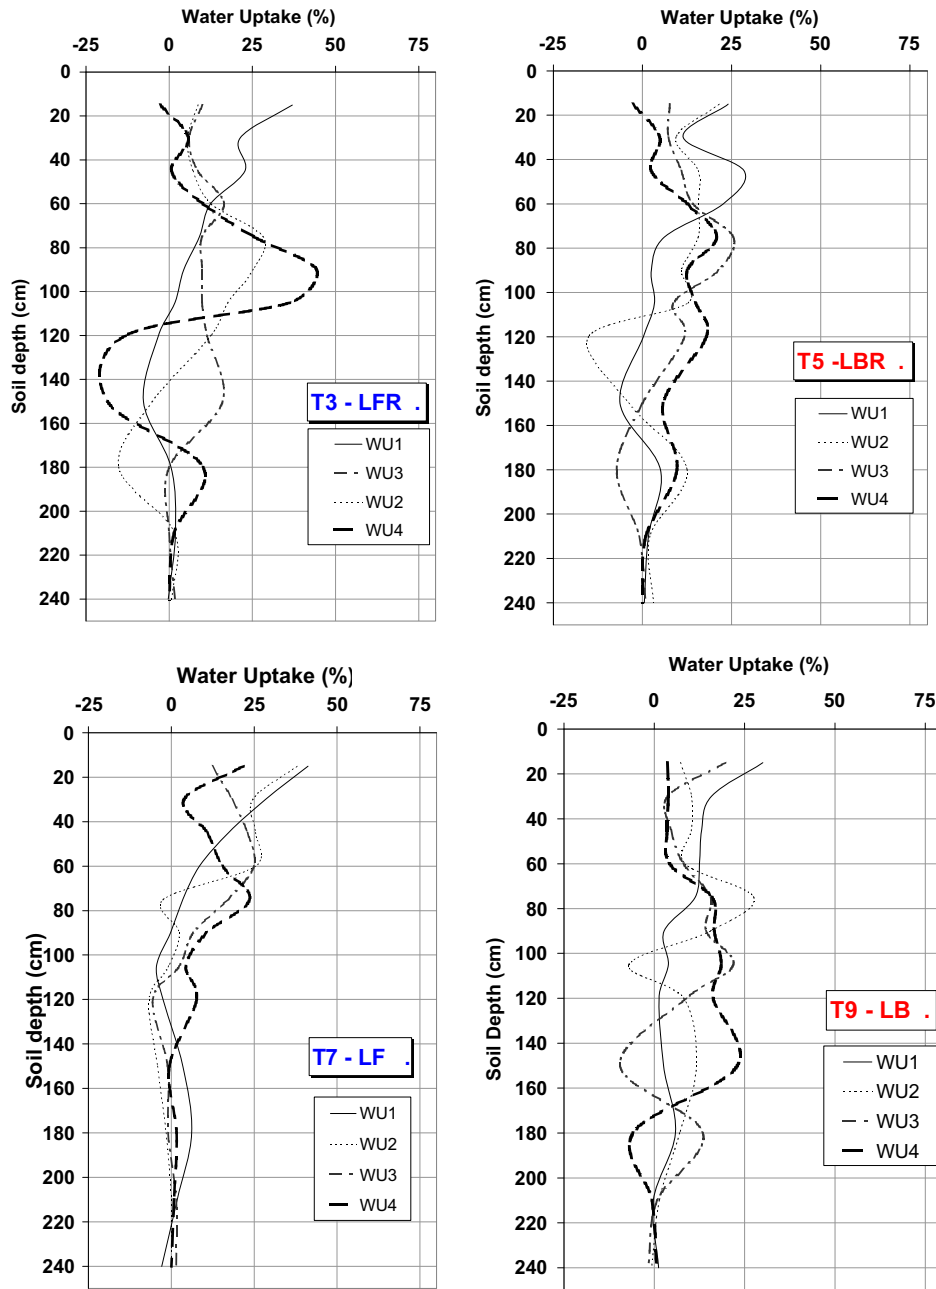 Water Uptake (%)
-25 0 25 50 75
0
20
40
60
80
100
120
140
160
180
200
220
240
Soil depth (cm)
T3 - LFR .
WU1
WU3
WU2
WU4
Water Uptake (%)
-25 0 25 50 75
0
20
40
60
80
100
120
140
160
180
200
220
240
Soil depth (cm)
T5 -LBR .
WU1
WU2
WU3
WU4
Water Uptake (%)
-25 0 25 50 75
0
20
40
60
80
100
120
140
160
180
200
220
240
Soil depth (cm)
T7 - LF .
WU1
WU2
WU3
WU4
Water Uptake (%)
-25 0 25 50 75
0
20
40
60
80
100
120
140
160
180
200
220
240
Soil Depth (cm)
T9 - LB .
WU1
WU2
WU3
WU4